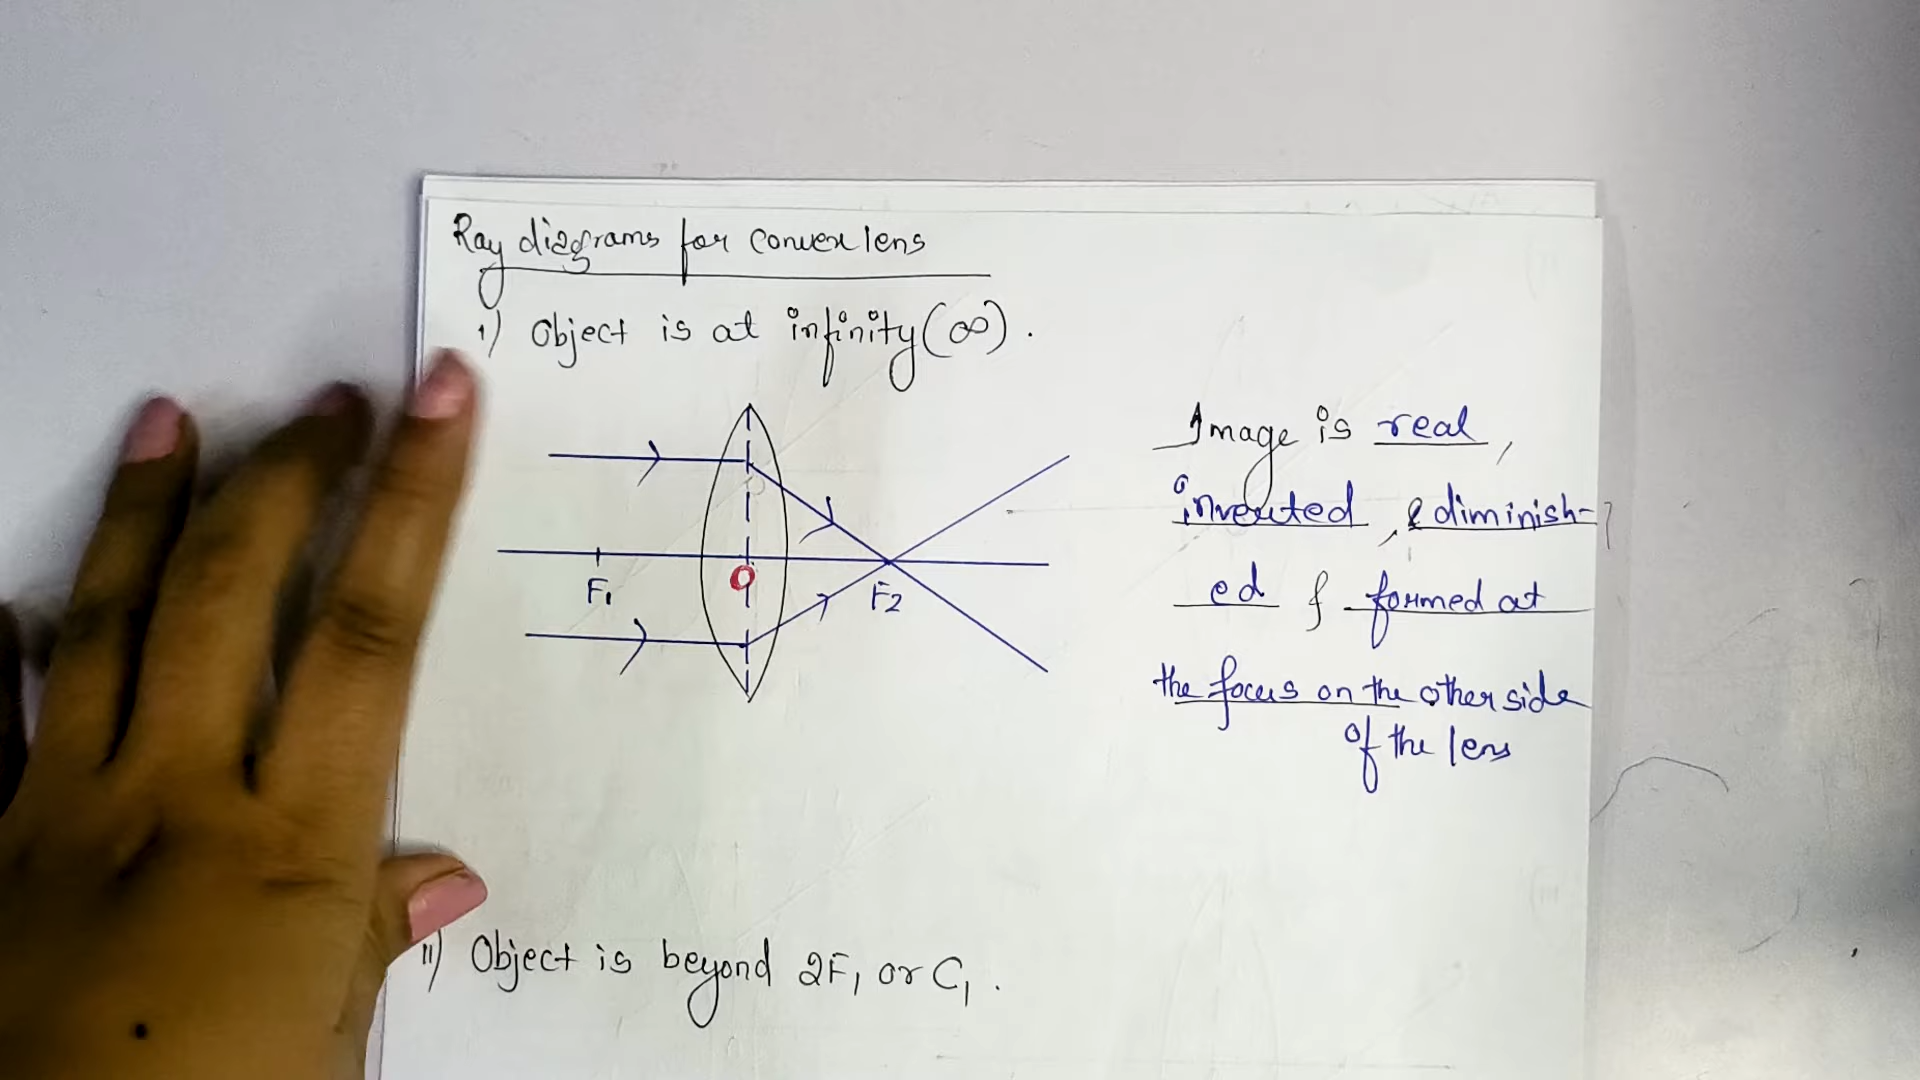 Ray diagrams for convex lens
i) Object is at infinity (∞).
F1
O
F2
Image is real,
inverted, & diminish-
ed & formed at
the focus on the other side
of the lens
ii) Object is beyond 2F1 or C1.